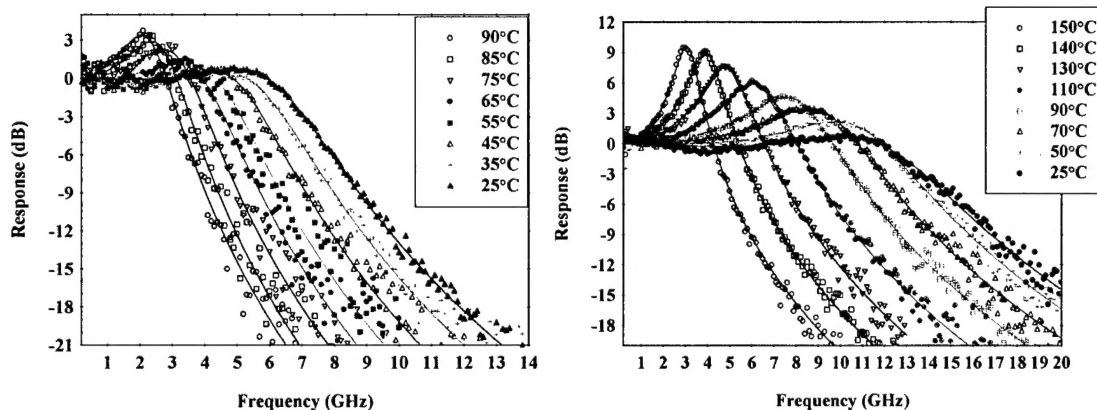 3
0
-3
-6
-9
-12
-15
-18
-21
Response (dB)
1 2 3 4 5 6 7 8 9 10 11 12 13 14
Frequency (GHz)
90°C
85°C
75°C
65°C
55°C
45°C
35°C
25°C
12
9
6
3
0
-3
-6
-9
-12
-15
-18
Response (dB)
1 2 3 4 5 6 7 8 9 10 11 12 13 14 15 16 17 18 19 20
Frequency (GHz)
150°C
140°C
130°C
110°C
90°C
70°C
50°C
25°C